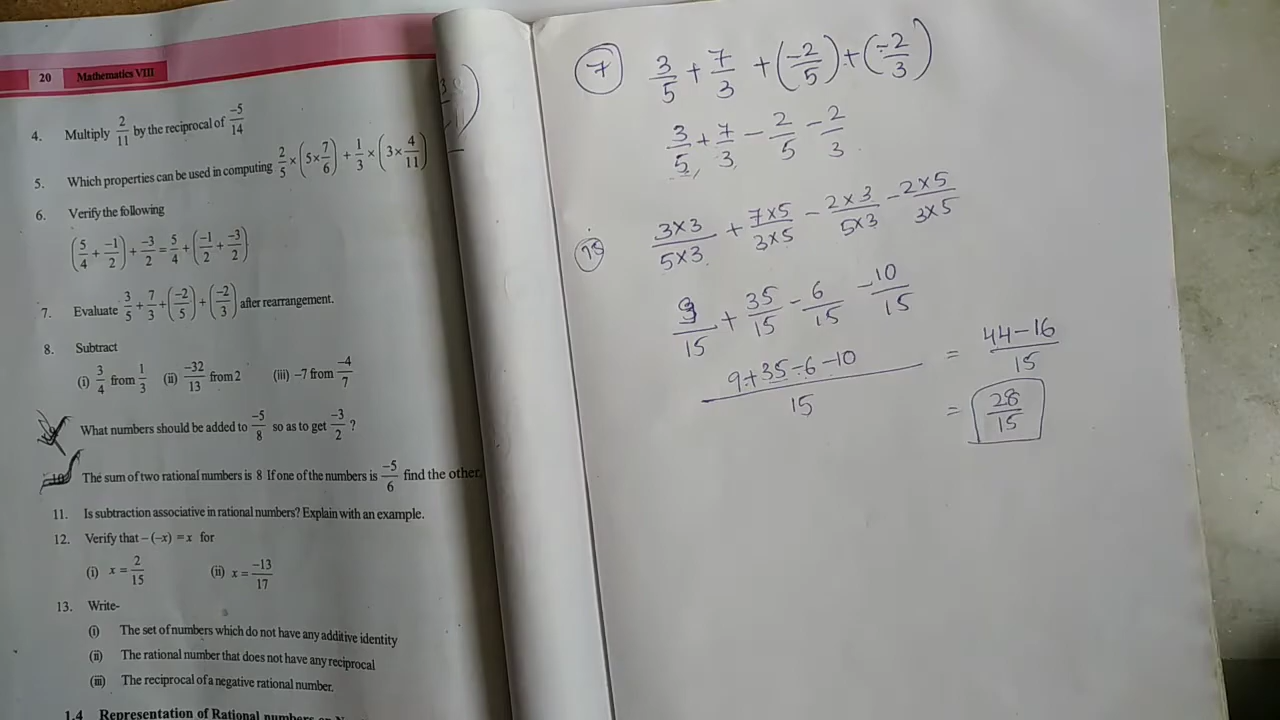 20 Mathematics VIII
4. Multiply 2/11 by the reciprocal of -5/14
5. Which properties can be used in computing 2/5 × (5 × 7/6) + 1/3 × (3 × 4/11)
6. Verify the following
(5/4 + -1/2) + -3/2 = 5/4 + (-1/2 + -3/2)
7. Evaluate 3/5 + 7/3 + (-2/5) + (-2/3) after rearrangement.
8. Subtract
(i) 3/4 from 1/3 (ii) -32/13 from 2 (iii) -7 from -4/7
What numbers should be added to -5/8 so as to get -3/2 ?
10. The sum of two rational numbers is 8 If one of the numbers is -5/6 find the other.
11. Is subtraction associative in rational numbers? Explain with an example.
12. Verify that – (–x) = x for
(i) x = 2/15 (ii) x = -13/17
13. Write-
(i) The set of numbers which do not have any additive identity
(ii) The rational number that does not have any reciprocal
(iii) The reciprocal of a negative rational number.
1.4 Representation of Rational numbers on
7 3/5 + 7/3 + (-2/5) + (-2/3)
3/5 + 7/3 - 2/5 - 2/3
15 3×3/5×3 + 7×5/3×5 - 2×3/5×3 - 2×5/3×5
9/15 + 35/15 - 6/15 - 10/15
9+35-6-10/15 = 44-16/15
= 28/15